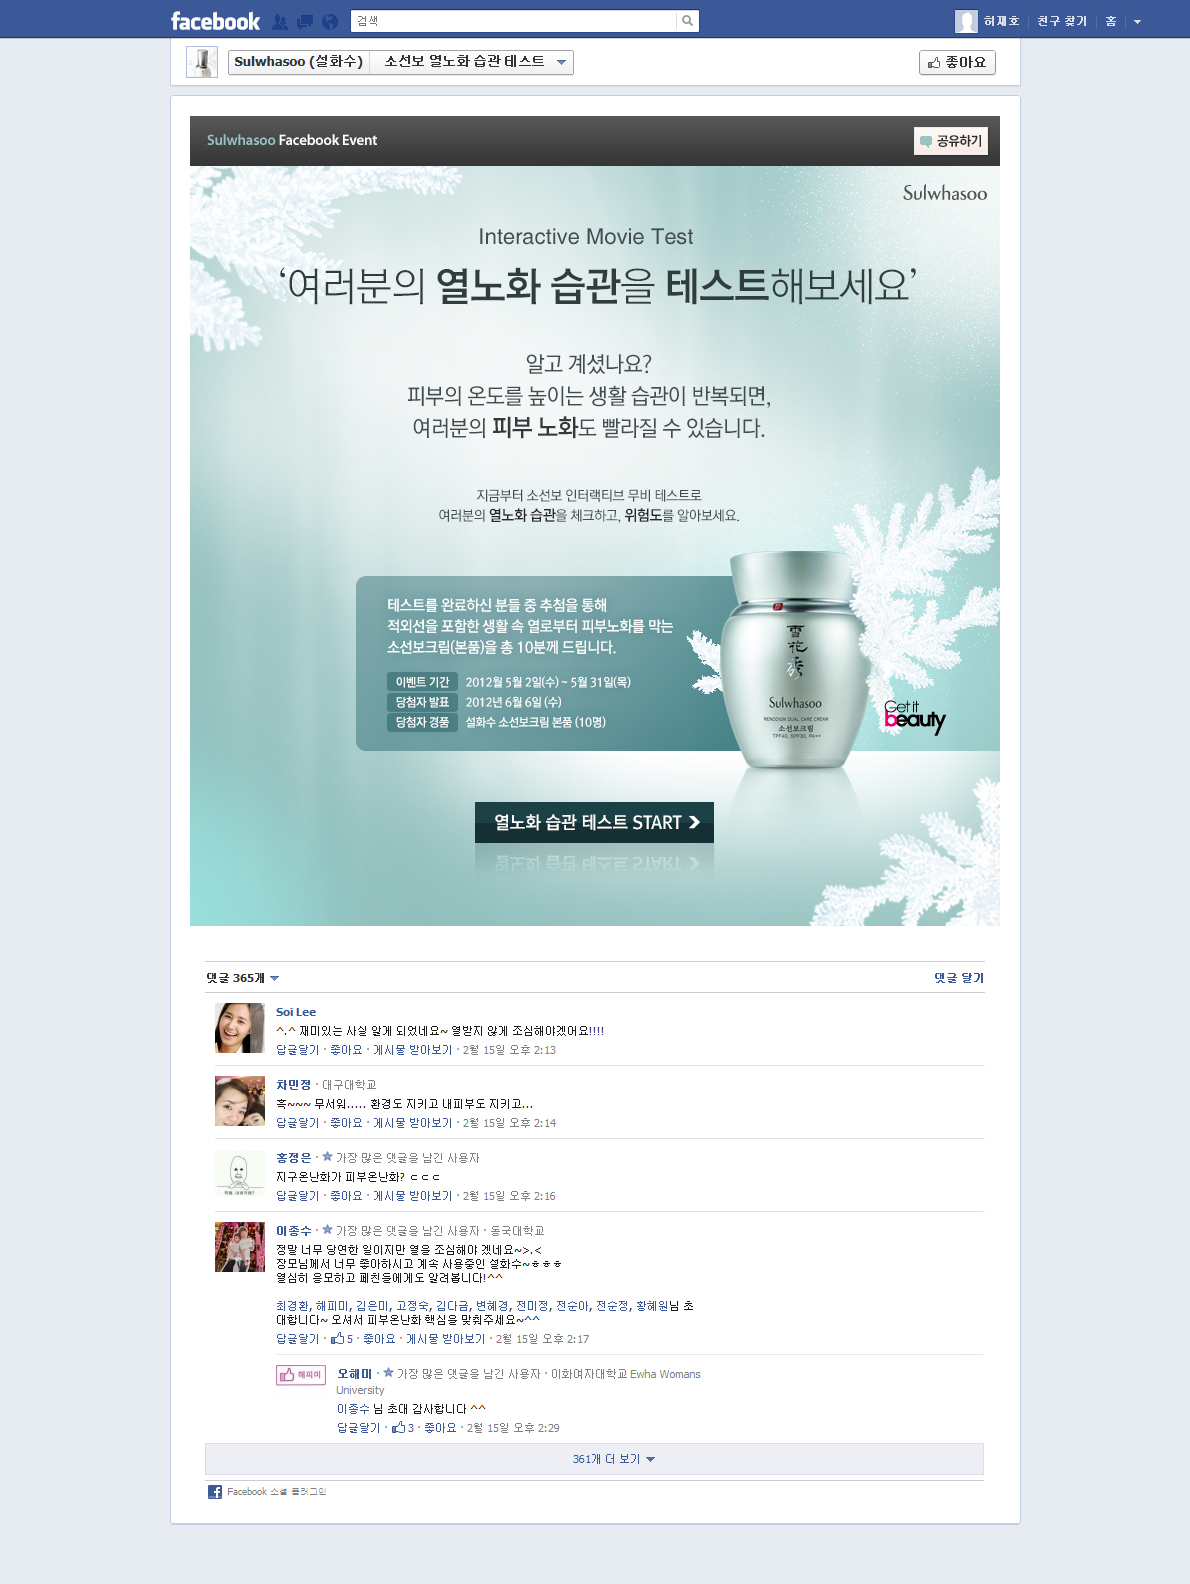 facebook
검색
허재호
친구 찾기
홈
Sulwhasoo (설화수)
소선보 열노화 습관 테스트
좋아요
Sulwhasoo Facebook Event
공유하기
Sulwhasoo
Interactive Movie Test
‘여러분의 열노화 습관을 테스트해보세요’
알고 계셨나요?
피부의 온도를 높이는 생활 습관이 반복되면,
여러분의 피부 노화도 빨라질 수 있습니다.
지금부터 소선보 인터랙티브 무비 테스트로
여러분의 열노화 습관을 체크하고, 위험도를 알아보세요.
테스트를 완료하신 분들 중 추첨을 통해
적외선을 포함한 생활 속 열로부터 피부노화를 막는
소선보크림(본품)을 총 10분께 드립니다.
이벤트 기간 2012월 5월 2일(수) ~ 5월 31일(목)
당첨자 발표 2012년 6월 6일 (수)
당첨자 경품 설화수 소선보크림 본품 (10명)
雪花秀
Sulwhasoo
RENODIGM DUAL CARE CREAM
소선보크림
TPF40, SPF30, PA++
Get it
beauty
열노화 습관 테스트 START
댓글 365개
댓글 달기
Soi Lee
^.^ 재미있는 사실 알게 되었네요~ 열받지 않게 조심해야겠어요!!!!
답글달기 · 좋아요 · 게시물 받아보기 · 2월 15일 오후 2:13
차민정 · 대구대학교
흑~~~ 무서워..... 환경도 지키고 내피부도 지키고...
답글달기 · 좋아요 · 게시물 받아보기 · 2월 15일 오후 2:14
홍정은 · 가장 많은 댓글을 남긴 사용자
지구온난화가 피부온난화? ㄷㄷㄷ
답글달기 · 좋아요 · 게시물 받아보기 · 2월 15일 오후 2:16
이종수 · 가장 많은 댓글을 남긴 사용자 · 동국대학교
정말 너무 당연한 일이지만 열을 조심해야 겠네요~>.<
장모님께서 너무 좋아하시고 계속 사용중인 설화수~ㅎㅎㅎ
열심히 응모하고 페친들에게도 알려봅니다!^^
최경환, 해피미, 김은미, 고정숙, 김다금, 변혜경, 전미정, 전순아, 전순정, 황혜원님 초
대합니다~ 오셔서 피부온난화 핵심을 맞춰주세요~^^
답글달기 · 5 · 좋아요 · 게시물 받아보기 · 2월 15일 오후 2:17
해피미
오혜미 · 가장 많은 댓글을 남긴 사용자 · 이화여자대학교 Ewha Womans
University
이종수 님 초대 감사합니다 ^^
답글달기 · 3 · 좋아요 · 2월 15일 오후 2:29
361개 더 보기
Facebook 소셜 플러그인